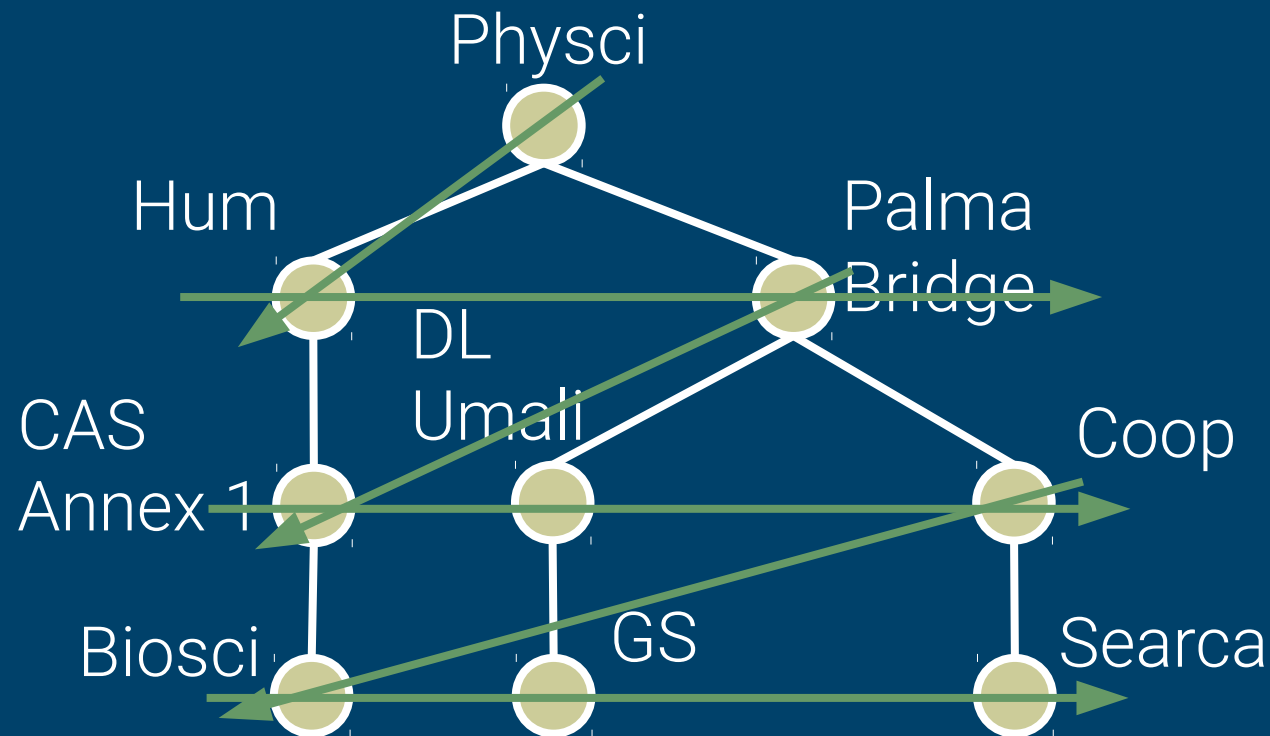 Physci
Hum
Palma
Bridge
DL
Umali
CAS
Annex 1
Coop
Biosci
GS
Searca